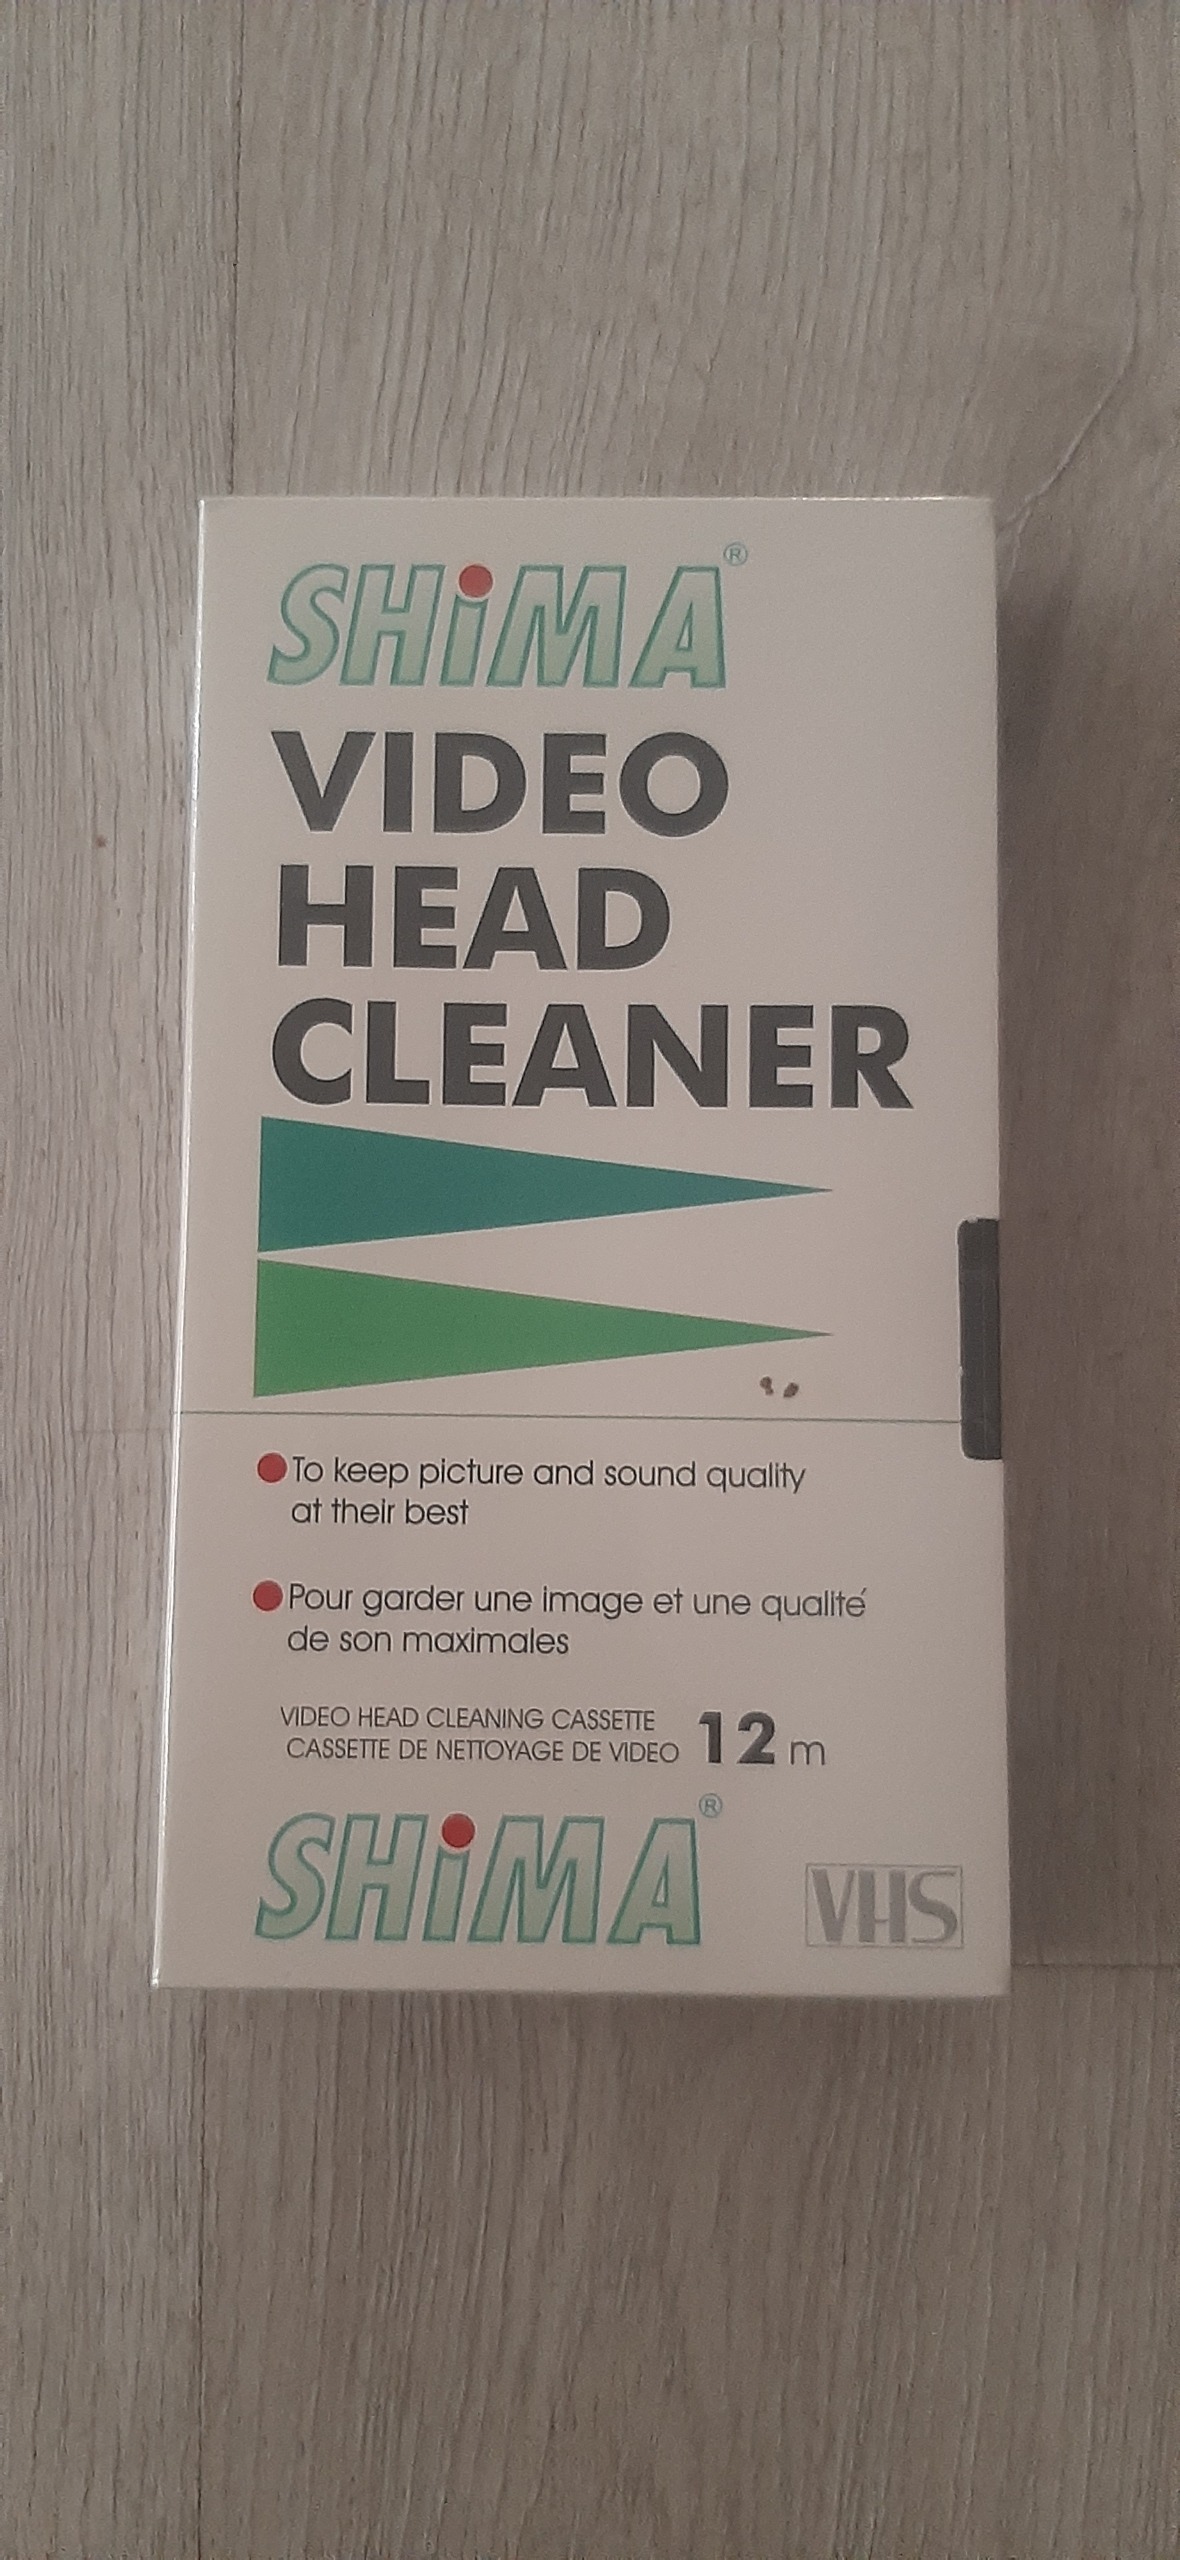 SHiMA®
VIDEO
HEAD
CLEANER
To keep picture and sound quality
at their best
Pour garder une image et une qualité
de son maximales
VIDEO HEAD CLEANING CASSETTE
CASSETTE DE NETTOYAGE DE VIDEO 12 m
SHiMA®
VHS